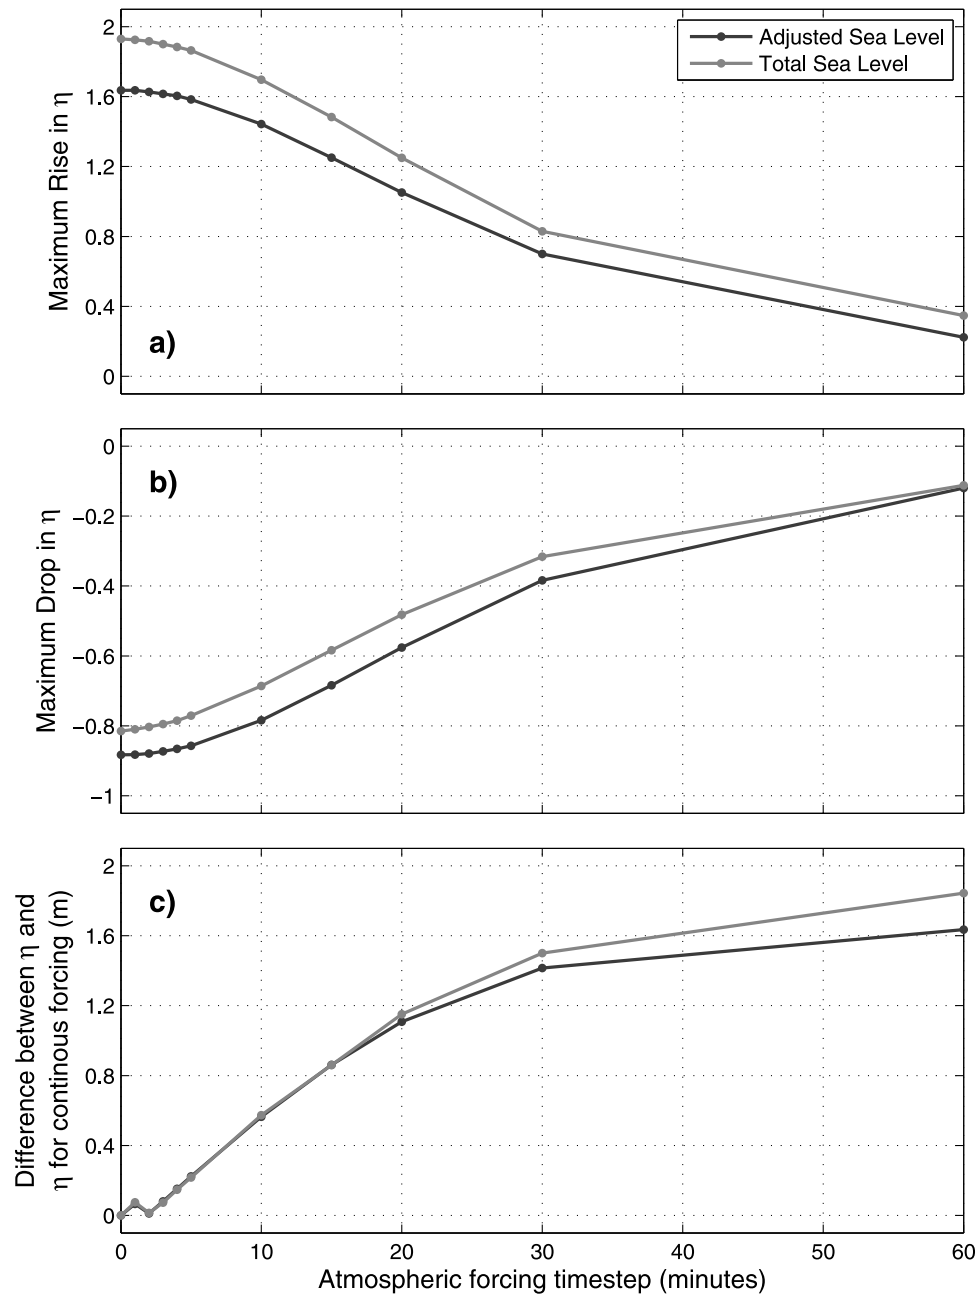 2
1.6
1.2
0.8
0.4
0
Maximum Rise in η
Adjusted Sea Level
Total Sea Level
a)
0
−0.2
−0.4
−0.6
−0.8
−1
Maximum Drop in η
b)
2
1.6
1.2
0.8
0.4
0
Difference between η and
η for continous forcing (m)
c)
0 10 20 30 40 50 60
Atmospheric forcing timestep (minutes)